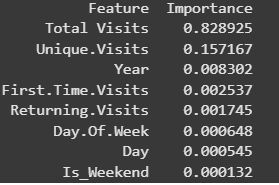 Feature Importance
Total Visits 0.828925
Unique.Visits 0.157167
Year 0.008302
First.Time.Visits 0.002537
Returning.Visits 0.001745
Day.Of.Week 0.000648
Day 0.000545
Is_Weekend 0.000132